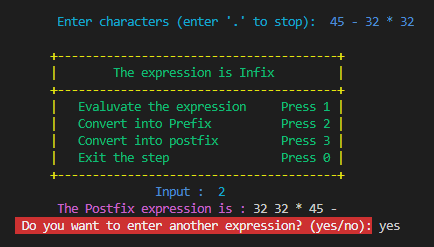 Enter characters (enter '.' to stop): 45 - 32 * 32
The expression is Infix
Evaluvate the expression Press 1
Convert into Prefix Press 2
Convert into postfix Press 3
Exit the step Press 0
Input : 2
The Postfix expression is : 32 32 * 45 -
Do you want to enter another expression? (yes/no): yes